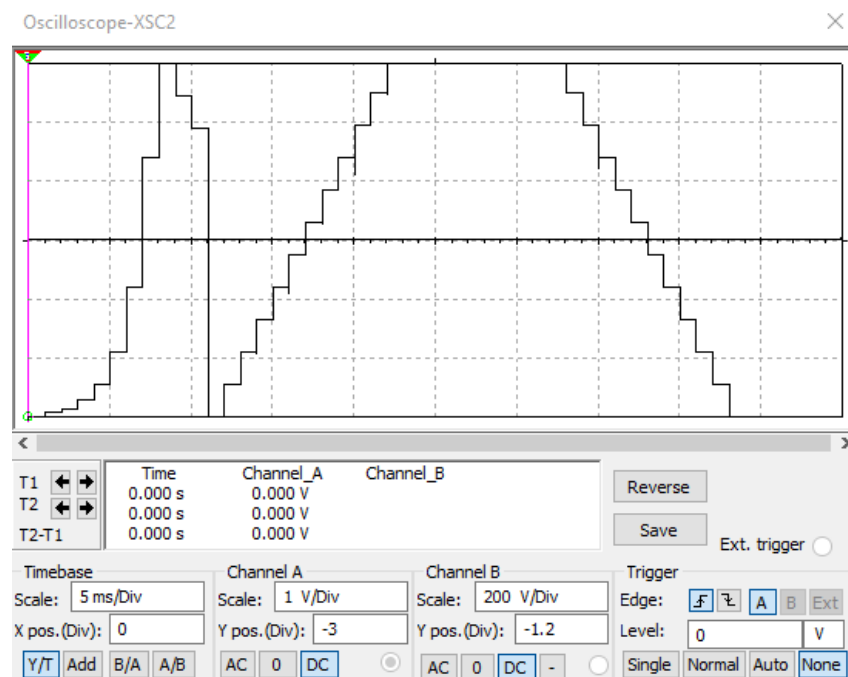 Oscilloscope-XSC2
Time Channel_A Channel_B
T1 0.000 s 0.000 V
T2 0.000 s 0.000 V
T2-T1 0.000 s 0.000 V
Reverse
Save
Ext. trigger
Timebase
Scale: 5 ms/Div
X pos.(Div): 0
Y/T Add B/A A/B
Channel A
Scale: 1 V/Div
Y pos.(Div): -3
AC 0 DC
Channel B
Scale: 200 V/Div
Y pos.(Div): -1.2
AC 0 DC -
Trigger
Edge: A B Ext
Level: 0 V
Single Normal Auto None